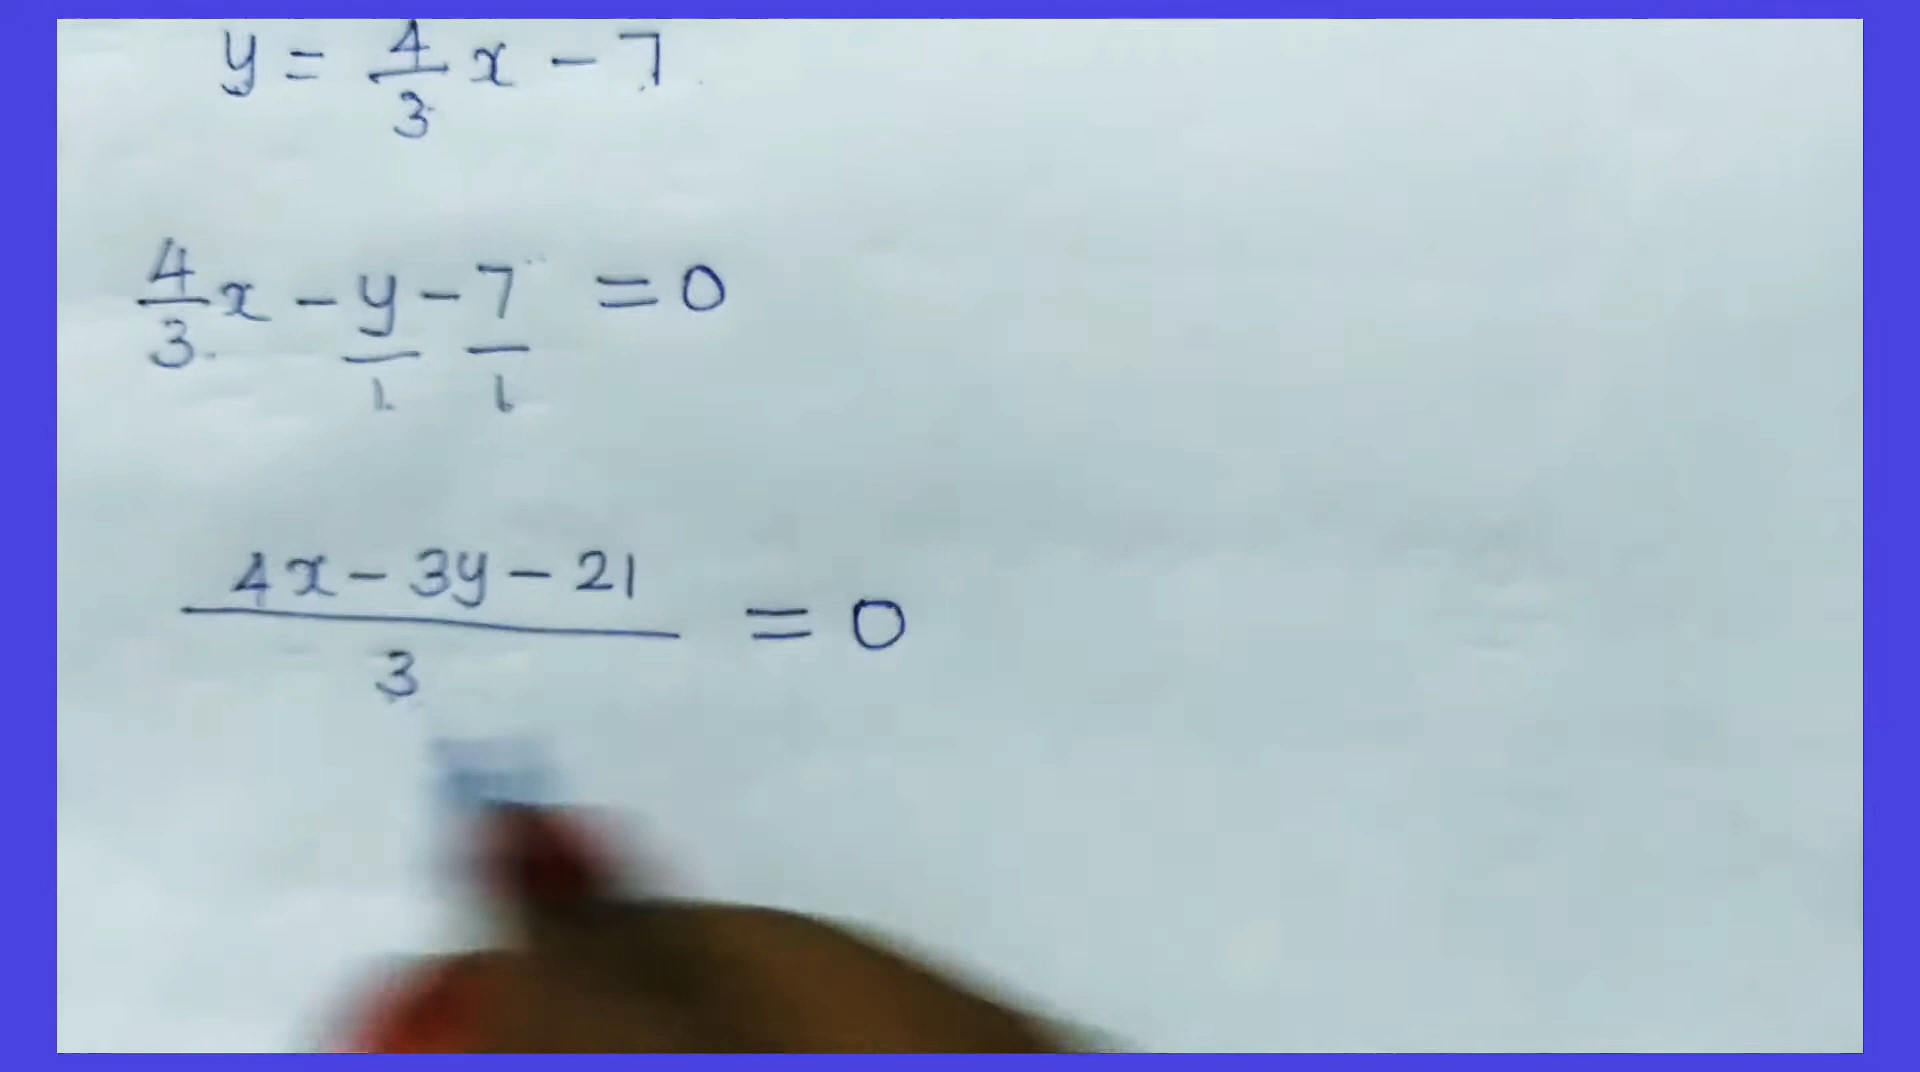 y = 4/3 x - 7
4/3 x - y/1 - 7/1 = 0
(4x - 3y - 21)/3 = 0